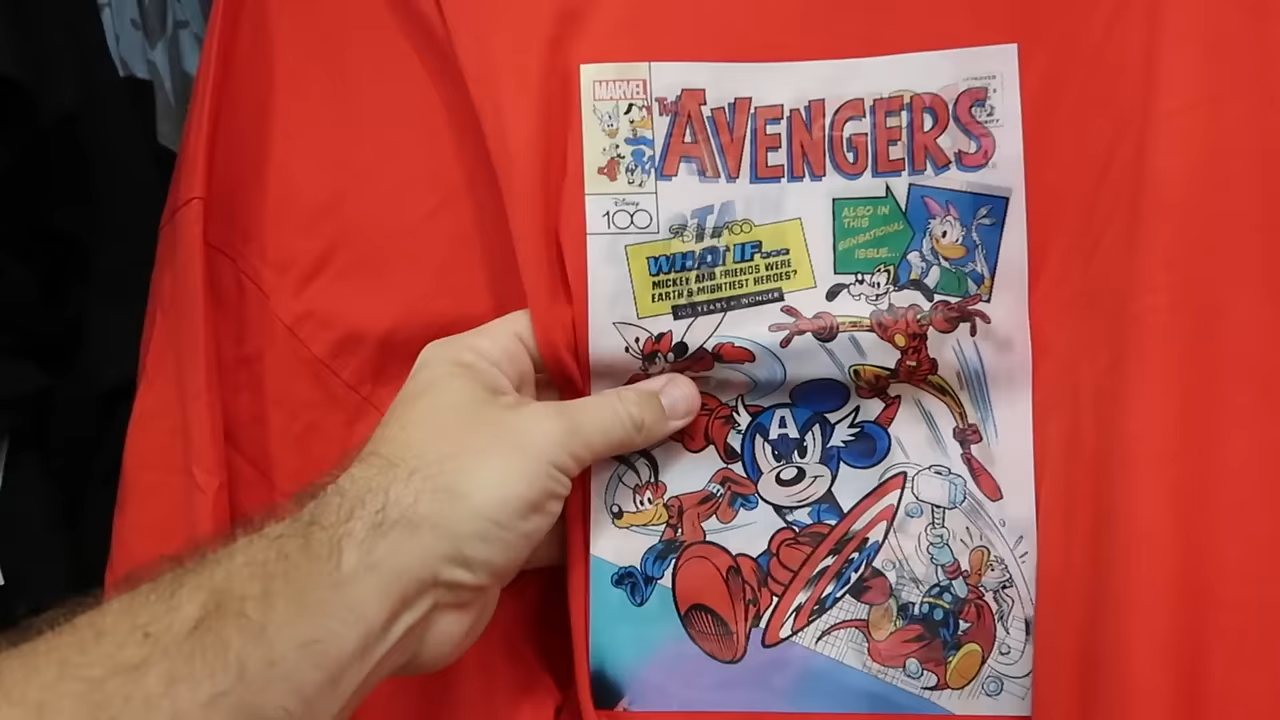 MARVEL
THE AVENGERS
Disney
100
ALSO IN
THIS
SENSATIONAL
ISSUE...
100
WHAT IF...
MICKEY AND FRIENDS WERE
EARTH'S MIGHTIEST HEROES?
100 YEARS OF WONDER
A